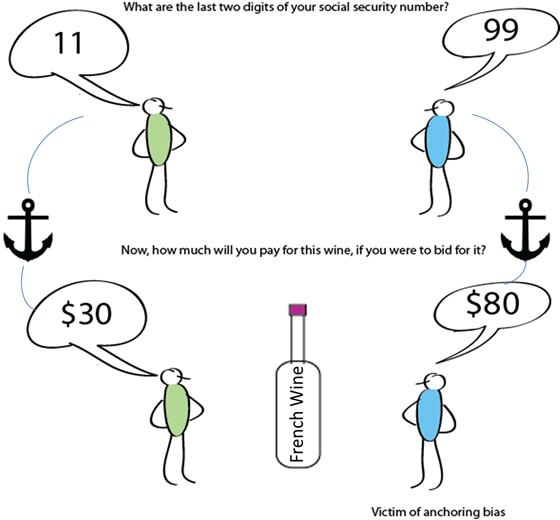 What are the last two digits of your social security number?
11
99
Now, how much will you pay for this wine, if you were to bid for it?
$30
$80
French Wine
Victim of anchoring bias